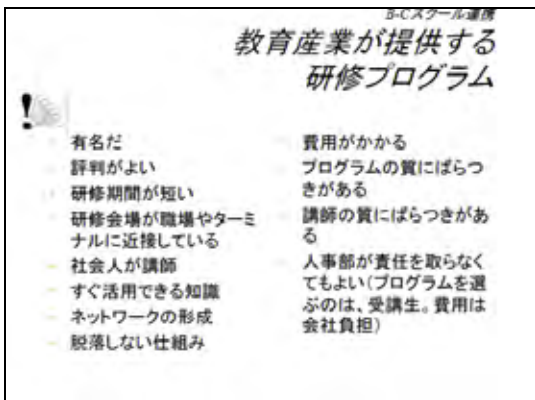 B-Cスクール連携
教育産業が提供する
研修プログラム
有名だ
評判がよい
研修期間が短い
研修会場が職場やターミ
ナルに近接している
社会人が講師
すぐ活用できる知識
ネットワークの形成
脱落しない仕組み
費用がかかる
プログラムの質にばらつ
きがある
講師の質にばらつきがあ
る
人事部が責任を取らなく
てもよい(プログラムを選
ぶのは、受講生。費用は
会社負担)